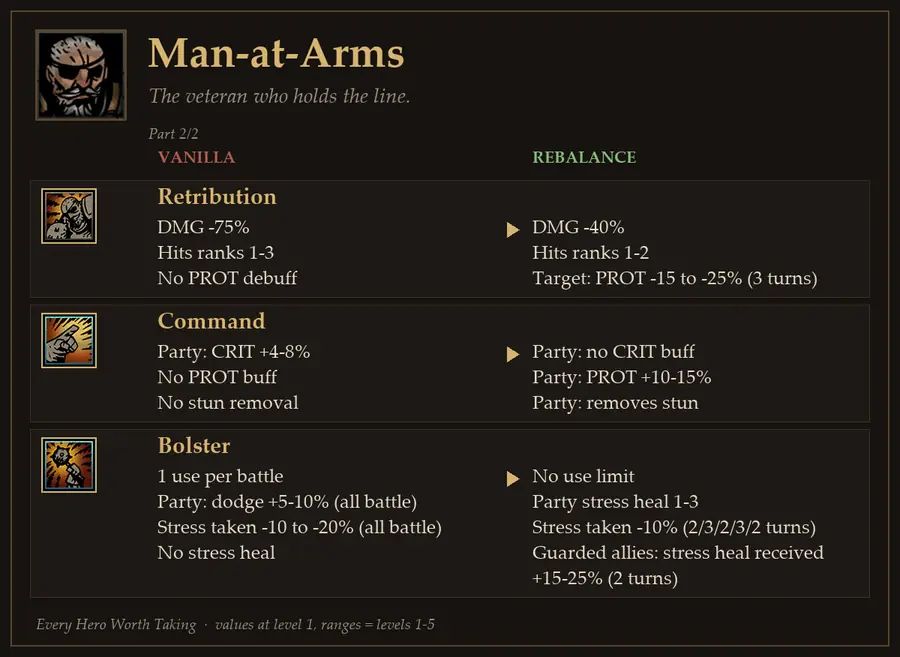 Man-at-Arms
The veteran who holds the line.
Part 2/2
VANILLA
REBALANCE
Retribution
DMG -75%
Hits ranks 1-3
No PROT debuff
DMG -40%
Hits ranks 1-2
Target: PROT -15 to -25% (3 turns)
Command
Party: CRIT +4-8%
No PROT buff
No stun removal
Party: no CRIT buff
Party: PROT +10-15%
Party: removes stun
Bolster
1 use per battle
Party: dodge +5-10% (all battle)
Stress taken -10 to -20% (all battle)
No stress heal
No use limit
Party stress heal 1-3
Stress taken -10% (2/3/2/3/2 turns)
Guarded allies: stress heal received
+15-25% (2 turns)
Every Hero Worth Taking · values at level 1, ranges = levels 1-5